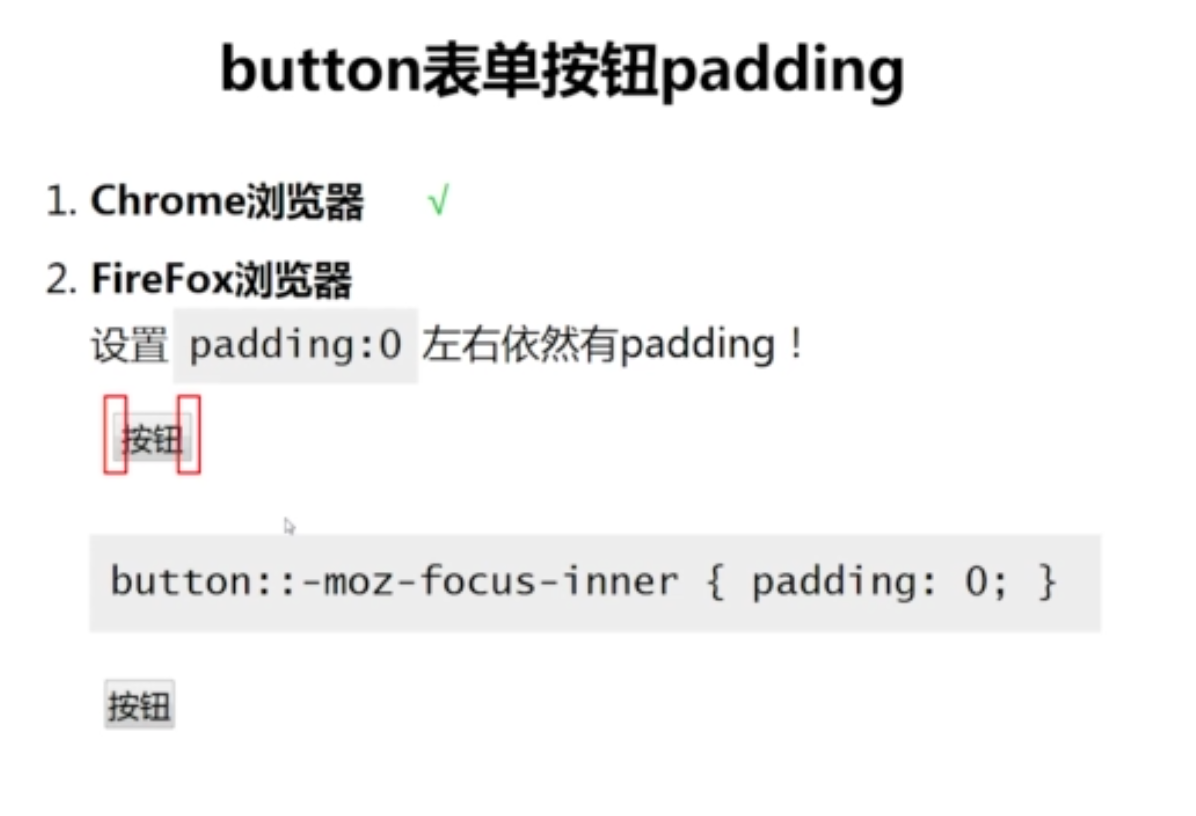 button表单按钮padding
1. Chrome浏览器 √
2. FireFox浏览器
设置 padding:0 左右依然有padding！
按钮
button::-moz-focus-inner { padding: 0; }
按钮